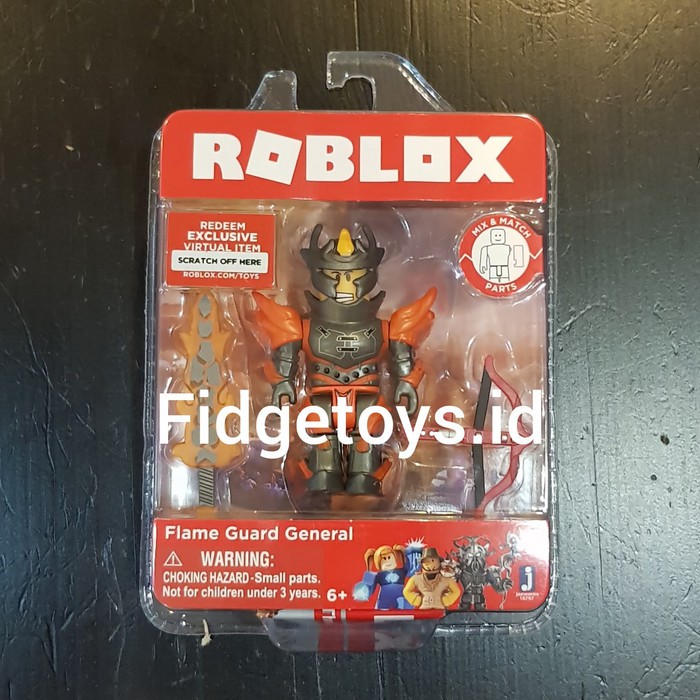 ROBLOX
REDEEM
EXCLUSIVE
VIRTUAL ITEM
SCRATCH OFF HERE
ROBLOX.COM/TOYS
MIX & MATCH
PARTS
Fidgetoys.id
Flame Guard General
WARNING:
CHOKING HAZARD-Small parts.
Not for children under 3 years. 6+